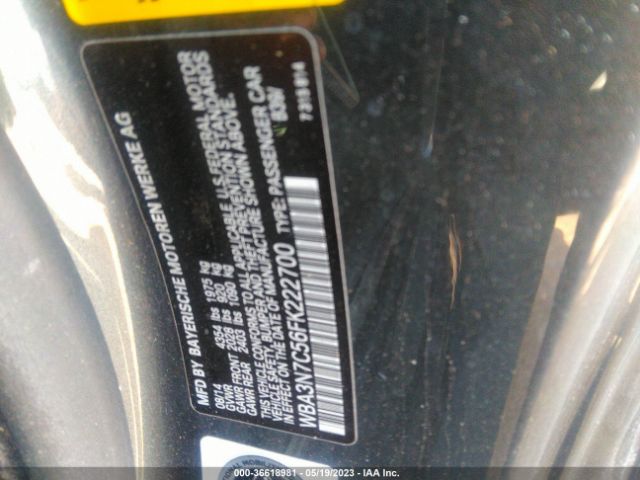 MFD BY BAYERISCHE MOTOREN WERKE AG
08/14
GVWR 4354 lbs 1975 kg
GAWR FRONT 2028 lbs 920 kg
GAWR REAR 2403 lbs 1090 kg
THIS VEHICLE CONFORMS TO ALL APPLICABLE U.S. FEDERAL MOTOR
VEHICLE BUMPER AND THEFT PREVENTION STANDARDS
IN EFFECT ON THE DATE OF MANUFACTURE SHOWN ABOVE.
WBA3N7C56FK222700 TYPE: PASSENGER CAR
000-36618981 - 05/19/2023 - IAA Inc.